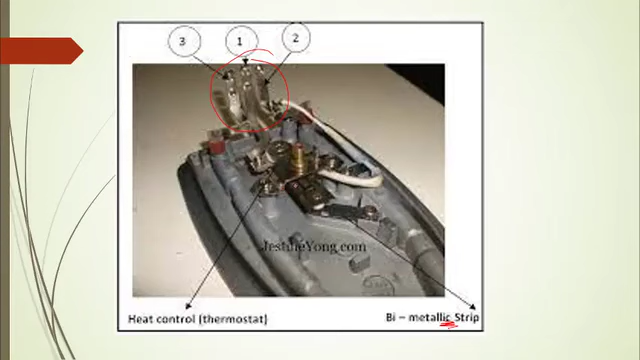 3
1
2
JestineYong.com
Heat control (thermostat)
Bi – metallic Strip